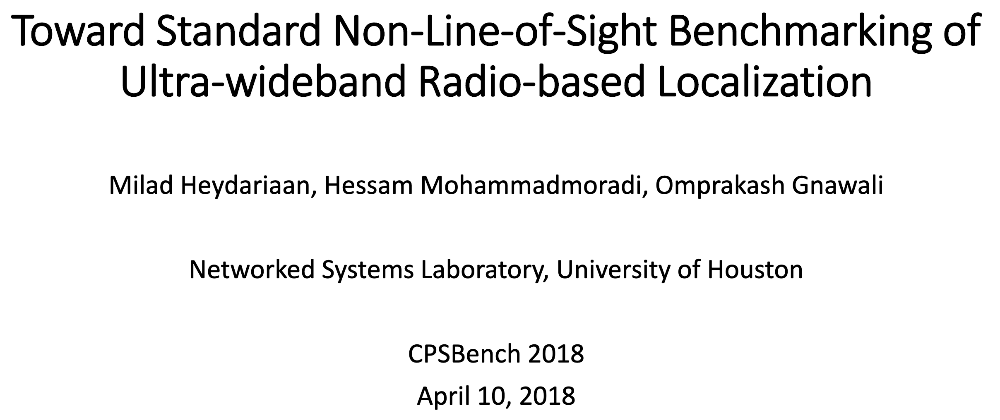 Toward Standard Non-Line-of-Sight Benchmarking of
Ultra-wideband Radio-based Localization
Milad Heydariaan, Hessam Mohammadmoradi, Omprakash Gnawali
Networked Systems Laboratory, University of Houston
CPSBench 2018
April 10, 2018